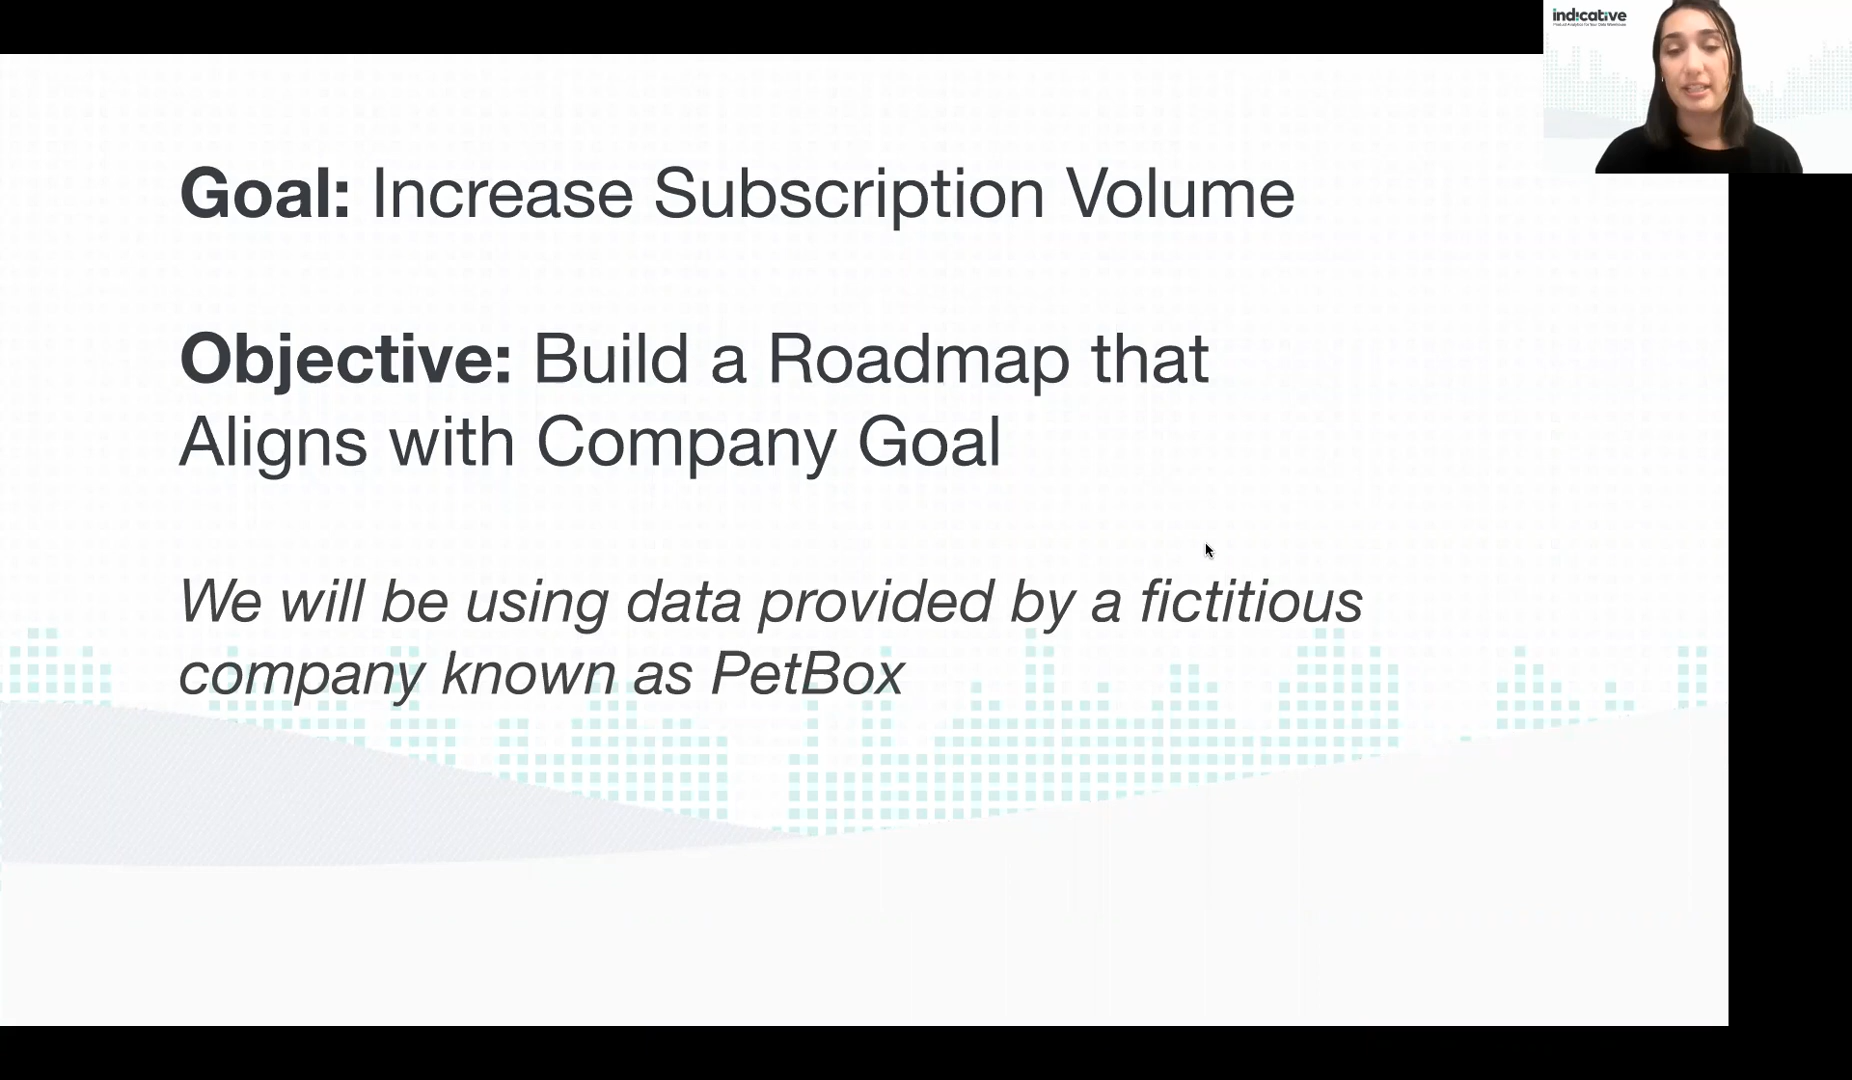 indicative
Goal: Increase Subscription Volume
Objective: Build a Roadmap that
Aligns with Company Goal
We will be using data provided by a fictitious
company known as PetBox